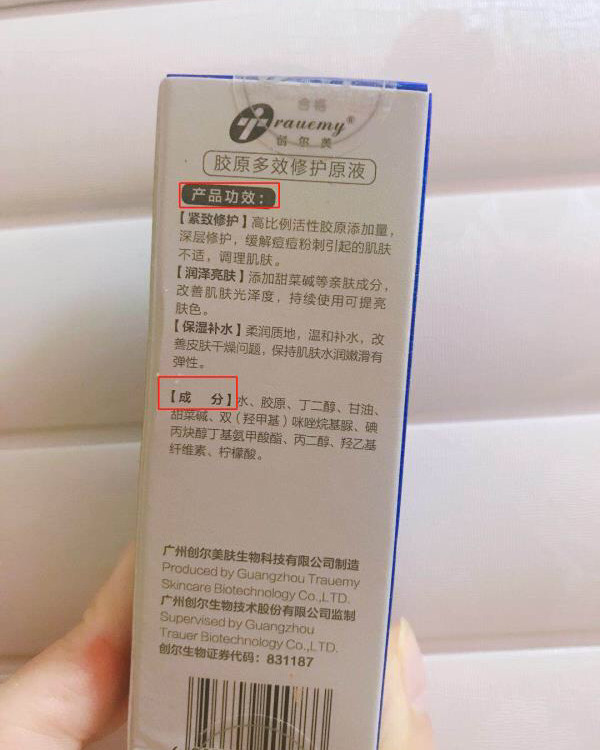 合格
Trauemy®
创尔美
胶原多效修护原液
产品功效：
【紧致修护】高比例活性胶原添加量，
深层修护，缓解痘痘粉刺引起的肌肤
不适，调理肌肤。
【润泽亮肤】添加甜菜碱等亲肤成分，
改善肌肤光泽度，持续使用可提亮
肤色。
【保湿补水】柔润质地，温和补水，改
善皮肤干燥问题，保持肌肤水润嫩滑有
弹性。
【成 分】水、胶原、丁二醇、甘油、
甜菜碱、双（羟甲基）咪唑烷基脲、碘
丙炔醇丁基氨甲酸酯、丙二醇、羟乙基
纤维素、柠檬酸。
广州创尔美肤生物科技有限公司制造
Produced by Guangzhou Trauemy
Skincare Biotechnology Co.,LTD.
广州创尔生物技术股份有限公司监制
Supervised by Guangzhou
Trauer Biotechnology Co.,LTD.
创尔生物证券代码：831187